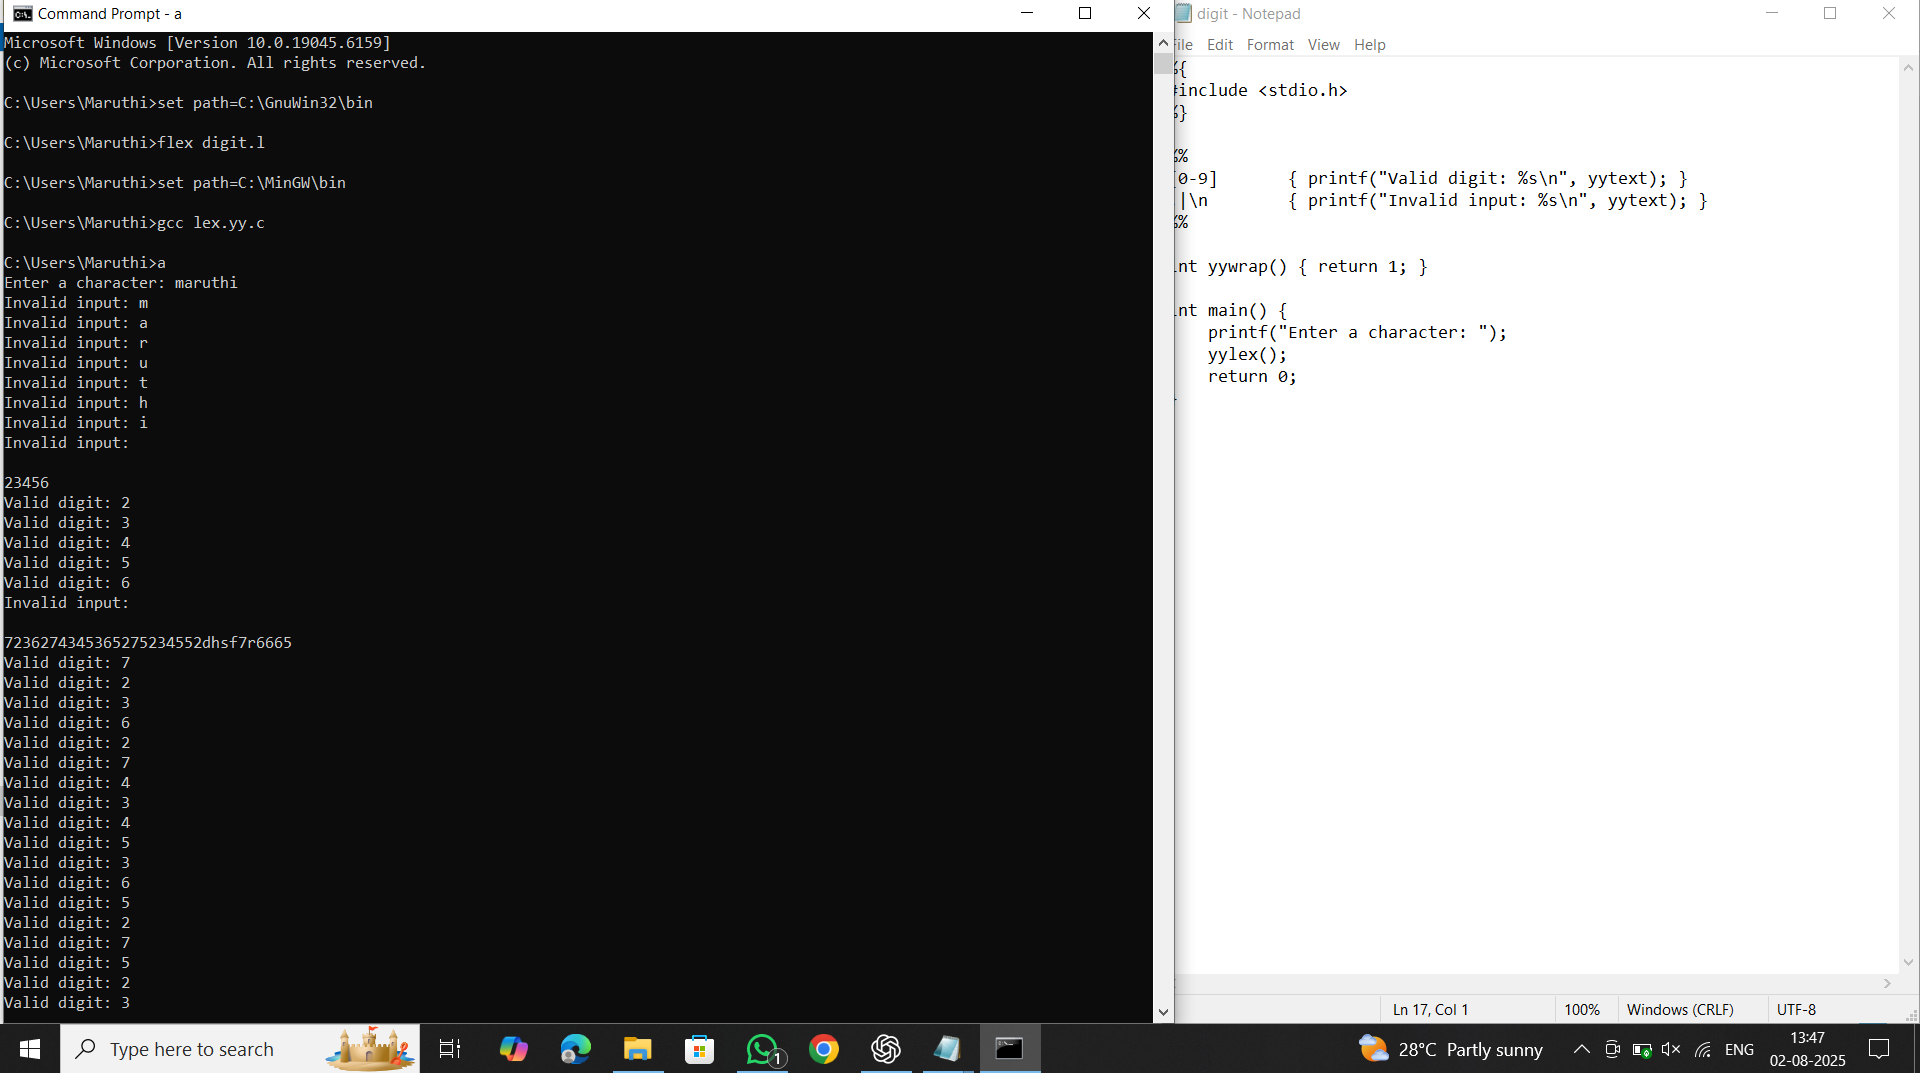 Command Prompt - a
Microsoft Windows [Version 10.0.19045.6159]
(c) Microsoft Corporation. All rights reserved.
C:\Users\Maruthi>set path=C:\GnuWin32\bin
C:\Users\Maruthi>flex digit.l
C:\Users\Maruthi>set path=C:\MinGW\bin
C:\Users\Maruthi>gcc lex.yy.c
C:\Users\Maruthi>a
Enter a character: maruthi
Invalid input: m
Invalid input: a
Invalid input: r
Invalid input: u
Invalid input: t
Invalid input: h
Invalid input: i
Invalid input:
23456
Valid digit: 2
Valid digit: 3
Valid digit: 4
Valid digit: 5
Valid digit: 6
Invalid input:
7236274345365275234552dhsf7r6665
Valid digit: 7
Valid digit: 2
Valid digit: 3
Valid digit: 6
Valid digit: 2
Valid digit: 7
Valid digit: 4
Valid digit: 3
Valid digit: 4
Valid digit: 5
Valid digit: 3
Valid digit: 6
Valid digit: 5
Valid digit: 2
Valid digit: 7
Valid digit: 5
Valid digit: 2
Valid digit: 3
digit - Notepad
ile Edit Format View Help
%{
#include <stdio.h>
%}
%%
[0-9]       { printf("Valid digit: %s\n", yytext); }
|\n        { printf("Invalid input: %s\n", yytext); }
%%
int yywrap() { return 1; }
int main() {
    printf("Enter a character: ");
    yylex();
    return 0;
Ln 17, Col 1
100%
Windows (CRLF)
UTF-8
Type here to search
1
28°C Partly sunny
ENG
13:47
02-08-2025